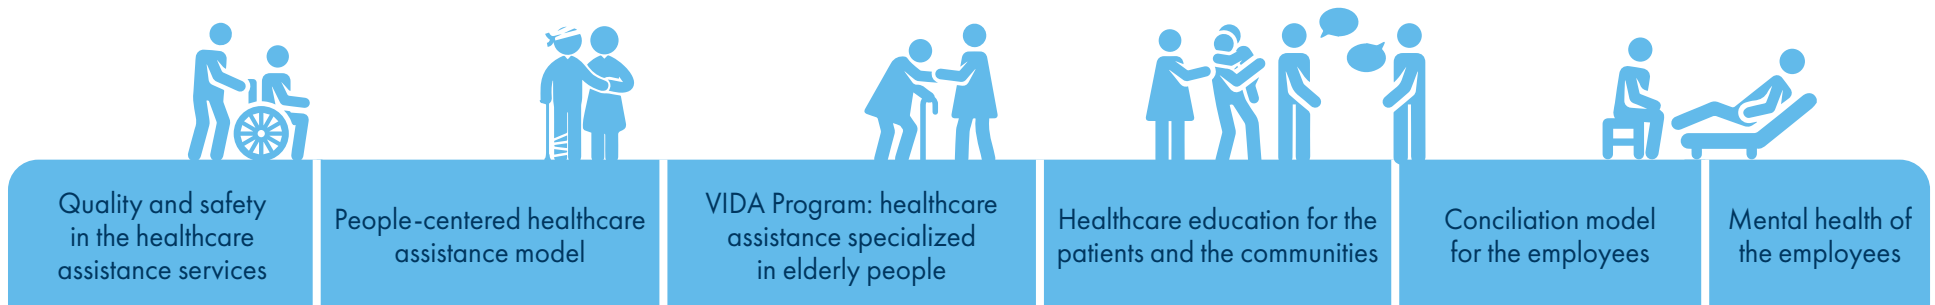 Quality and safety
in the healthcare
assistance services
People-centered healthcare
assistance model
VIDA Program: healthcare
assistance specialized
in elderly people
Healthcare education for the
patients and the communities
Conciliation model
for the employees
Mental health of
the employees